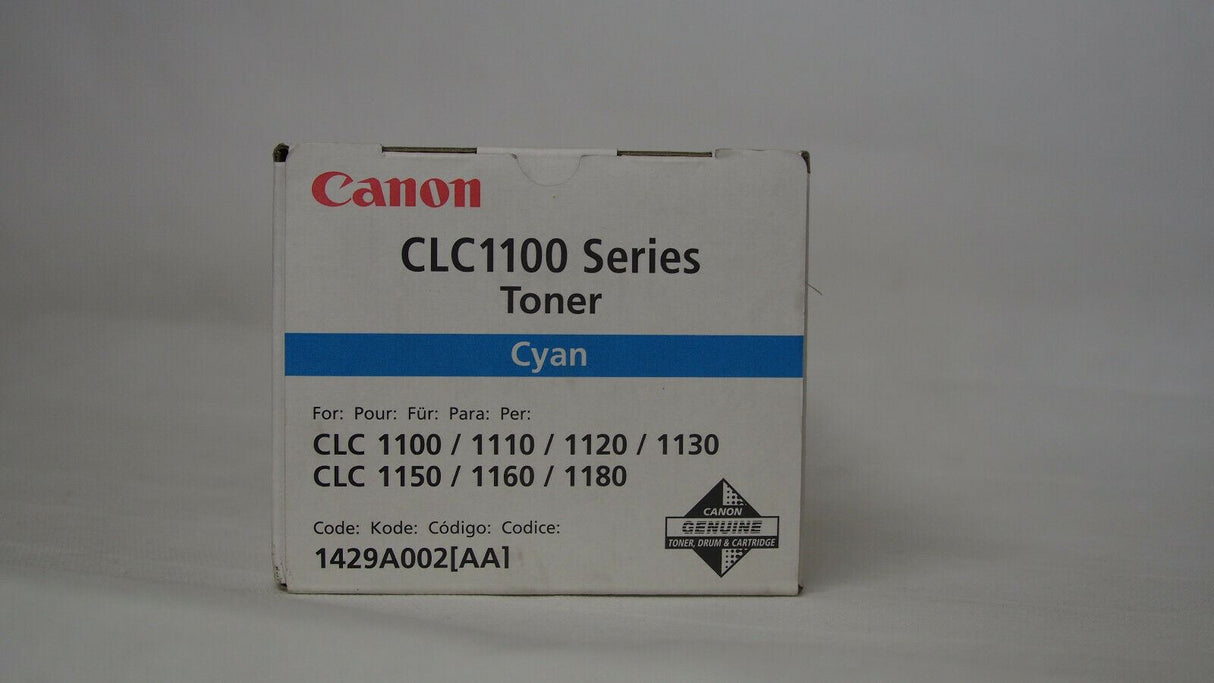 Canon
CLC1100 Series
Toner
Cyan
For: Pour: Für: Para: Per:
CLC 1100 / 1110 / 1120 / 1130
CLC 1150 / 1160 / 1180
Code: Kode: Código: Codice:
1429A002[AA]
CANON
GENUINE
TONER, DRUM & CARTRIDGE